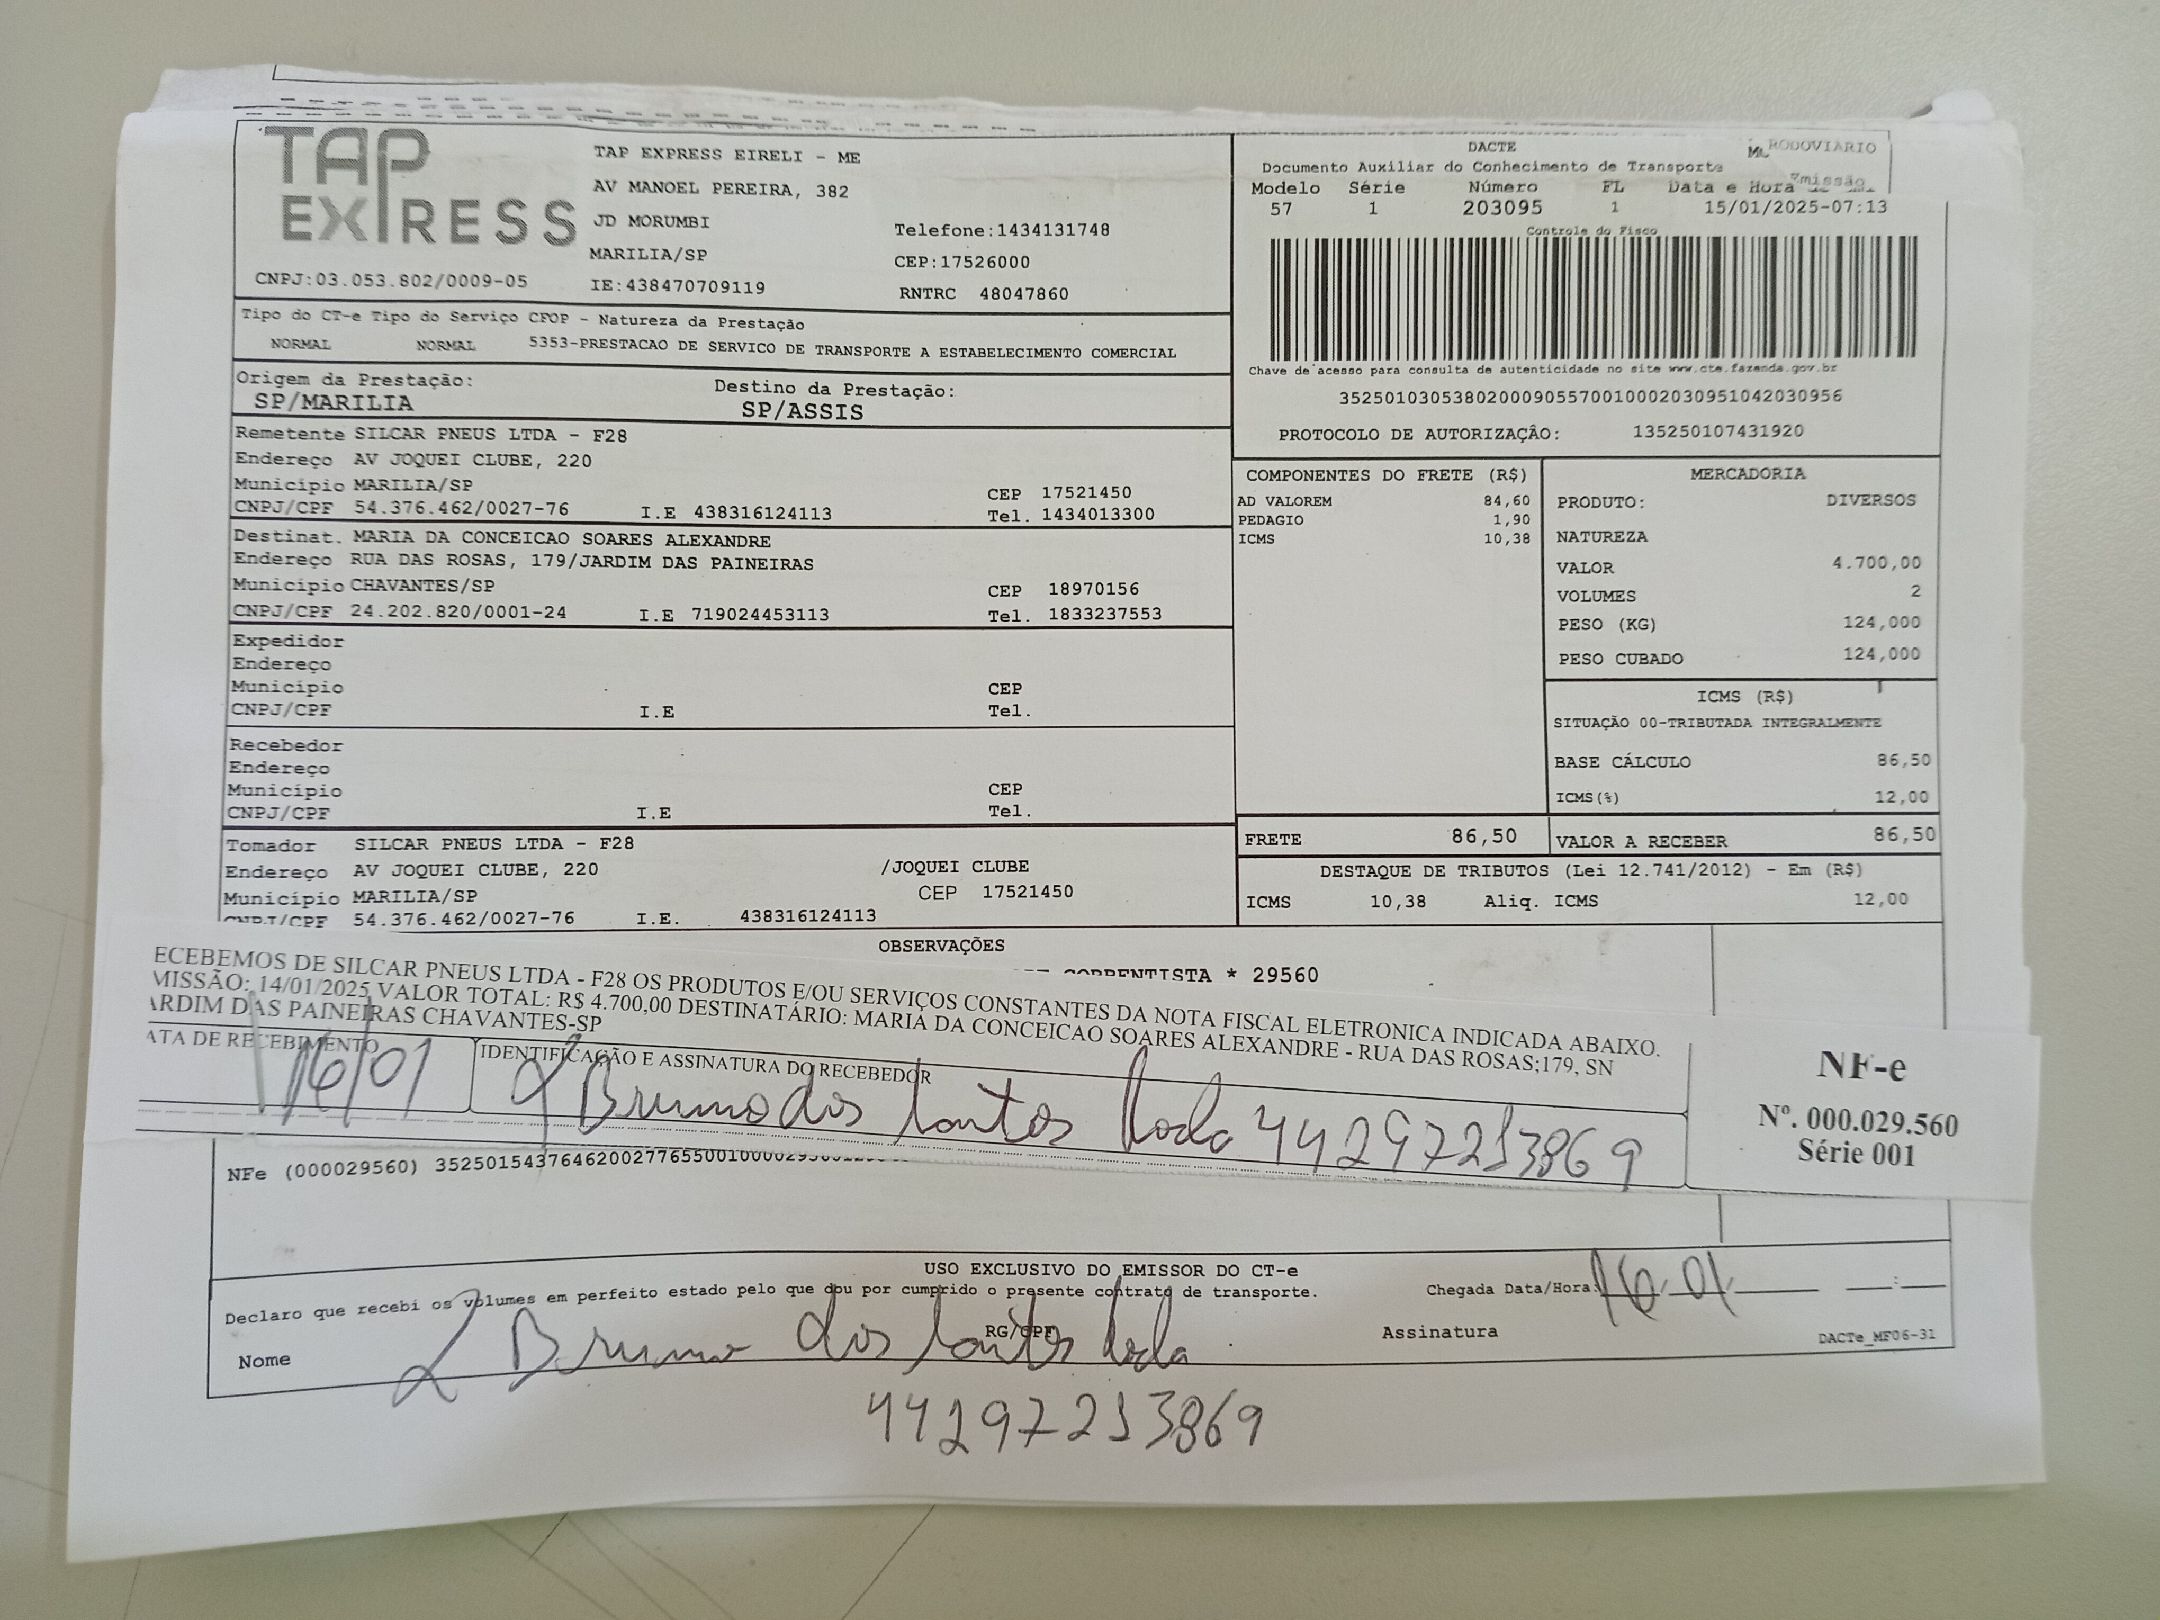 TAP
EXPRESS
TAP EXPRESS EIRELI - ME
AV MANOEL PEREIRA, 382
JD MORUMBI
Telefone:1434131748
MARILIA/SP
CEP:17526000
CNPJ:03.053.802/0009-05
IE:438470709119
RNTRC 48047860
DACTE
RODOVIÁRIO
Documento Auxiliar do Conhecimento de Transporte
Modelo Série Número FL Data e Hora Emissão
57 1 203095 1 15/01/2025-07:13
Controle do Fisco
Chave de acesso para consulta de autenticidade no site www.cte.fazenda.gov.br
35250103053802000905570010002030951042030956
PROTOCOLO DE AUTORIZAÇÃO: 135250107431920
Tipo do CT-e Tipo do Serviço CFOP - Natureza da Prestação
NORMAL NORMAL 5353-PRESTACAO DE SERVICO DE TRANSPORTE A ESTABELECIMENTO COMERCIAL
Origem da Prestação: Destino da Prestação:
SP/MARILIA SP/ASSIS
Remetente SILCAR PNEUS LTDA - F28
Endereço AV JOQUEI CLUBE, 220
Município MARILIA/SP CEP 17521450
CNPJ/CPF 54.376.462/0027-76 I.E 438316124113 Tel. 1434013300
Destinat. MARIA DA CONCEICAO SOARES ALEXANDRE
Endereço RUA DAS ROSAS, 179/JARDIM DAS PAINEIRAS
Município CHAVANTES/SP CEP 18970156
CNPJ/CPF 24.202.820/0001-24 I.E 719024453113 Tel. 1833237553
Expedidor
Endereço
Município CEP
CNPJ/CPF I.E Tel.
Recebedor
Endereço
Município CEP
CNPJ/CPF I.E Tel.
Tomador SILCAR PNEUS LTDA - F28
Endereço AV JOQUEI CLUBE, 220 /JOQUEI CLUBE
Município MARILIA/SP CEP 17521450
CNPJ/CPF 54.376.462/0027-76 I.E. 438316124113
COMPONENTES DO FRETE (R$)
AD VALOREM 84,60
PEDAGIO 1,90
ICMS 10,38
MERCADORIA
PRODUTO: DIVERSOS
NATUREZA
VALOR 4.700,00
VOLUMES 2
PESO (KG) 124,000
PESO CUBADO 124,000
ICMS (R$)
SITUAÇÃO 00-TRIBUTADA INTEGRALMENTE
BASE CÁLCULO 86,50
ICMS(%) 12,00
FRETE 86,50 VALOR A RECEBER 86,50
DESTAQUE DE TRIBUTOS (Lei 12.741/2012) - Em (R$)
ICMS 10,38 Aliq. ICMS 12,00
OBSERVAÇÕES
CORRENTISTA * 29560
ECEBEMOS DE SILCAR PNEUS LTDA - F28 OS PRODUTOS E/OU SERVIÇOS CONSTANTES DA NOTA FISCAL ELETRONICA INDICADA ABAIXO.
MISSÃO: 14/01/2025 VALOR TOTAL: R$ 4.700,00 DESTINATÁRIO: MARIA DA CONCEICAO SOARES ALEXANDRE - RUA DAS ROSAS;179, SN
ARDIM DAS PAINEIRAS CHAVANTES-SP
ATA DE RECEBIMENTO IDENTIFICAÇÃO E ASSINATURA DO RECEBEDOR
16/01 Bruno dos Santos 44297213869
NF-e
Nº. 000.029.560
Série 001
NFe (000029560)
USO EXCLUSIVO DO EMISSOR DO CT-e
Declaro que recebi os volumes em perfeito estado pelo que dou por cumprido o presente contrato de transporte.
Chegada Data/Hora: 16 01
Nome Bruno dos Santos RG/CPF Assinatura
DACTe_MF06-31
44297213869